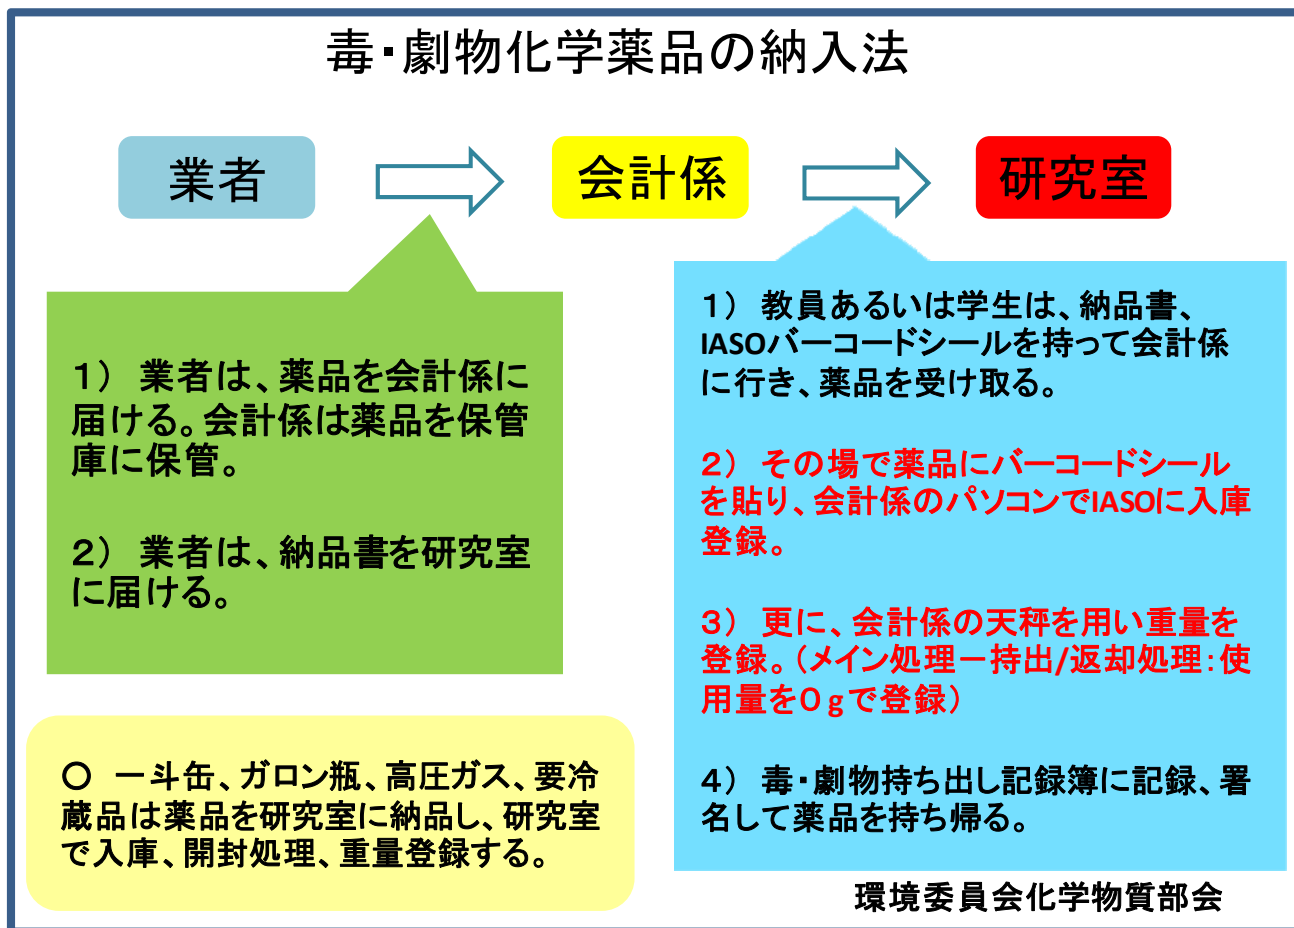 毒・劇物化学薬品の納入法
業者
会計係
研究室
１） 業者は、薬品を会計係に
届ける。会計係は薬品を保管
庫に保管。
２） 業者は、納品書を研究室
に届ける。
１） 教員あるいは学生は、納品書、
IASOバーコードシールを持って会計係
に行き、薬品を受け取る。
２） その場で薬品にバーコードシール
を貼り、会計係のパソコンでIASOに入庫
登録。
３） 更に、会計係の天秤を用い重量を
登録。（メイン処理－持出/返却処理：使
用量を０ｇで登録）
４） 毒・劇物持ち出し記録簿に記録、署
名して薬品を持ち帰る。
○ 一斗缶、ガロン瓶、高圧ガス、要冷
蔵品は薬品を研究室に納品し、研究室
で入庫、開封処理、重量登録する。
環境委員会化学物質部会